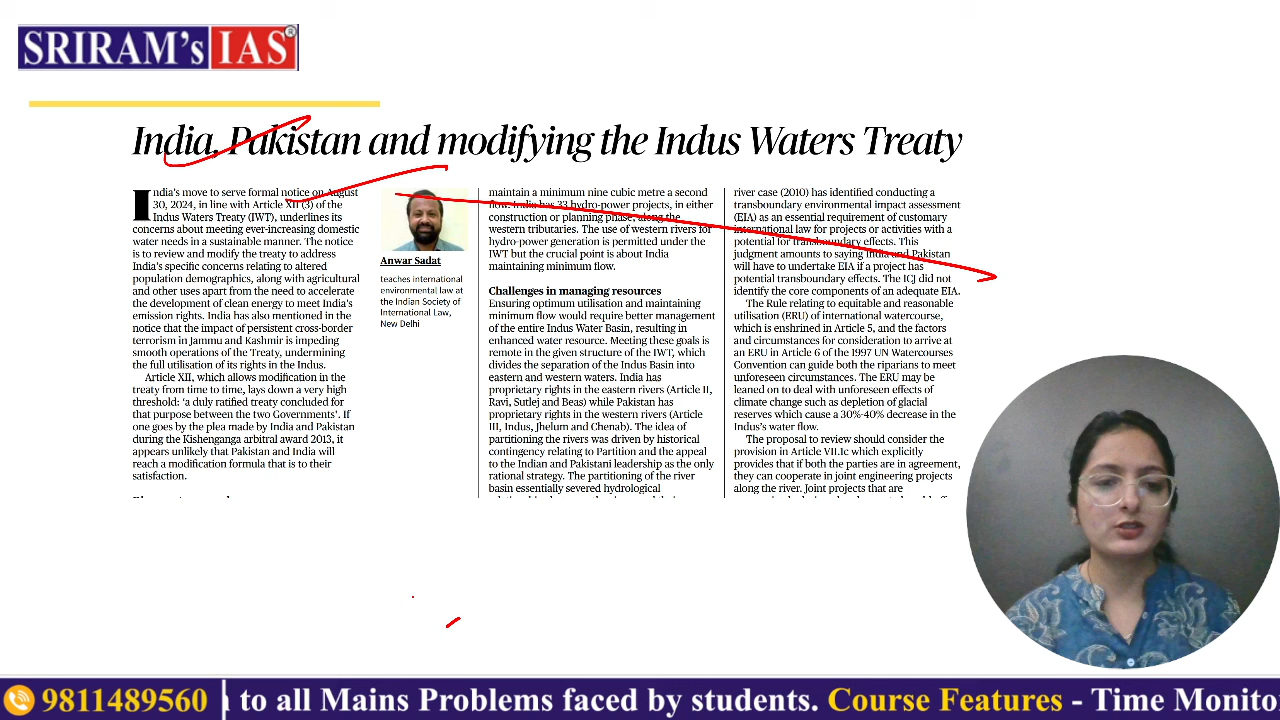 SRIRAM's IAS®
India, Pakistan and modifying the Indus Waters Treaty
India's move to serve formal notice on August
30, 2024, in line with Article XII (3) of the
Indus Waters Treaty (IWT), underlines its
concerns about meeting ever-increasing domestic
water needs in a sustainable manner. The notice
is to review and modify the treaty to address
India's specific concerns relating to altered
population demographics, along with agricultural
and other uses apart from the need to accelerate
the development of clean energy to meet India's
emission rights. India has also mentioned in the
notice that the impact of persistent cross-border
terrorism in Jammu and Kashmir is impeding
smooth operations of the Treaty, undermining
the full utilisation of its rights in the Indus.
Article XII, which allows modification in the
treaty from time to time, lays down a very high
threshold: 'a duly ratified treaty concluded for
that purpose between the two Governments'. If
one goes by the plea made by India and Pakistan
during the Kishenganga arbitral award 2013, it
appears unlikely that Pakistan and India will
reach a modification formula that is to their
satisfaction.
Anwar Sadat
teaches international
environmental law at
the Indian Society of
International Law,
New Delhi
maintain a minimum nine cubic metre a second
flow. India has 33 hydro-power projects, in either
construction or planning phase, along the
western tributaries. The use of western rivers for
hydro-power generation is permitted under the
IWT but the crucial point is about India
maintaining minimum flow.
Challenges in managing resources
Ensuring optimum utilisation and maintaining
minimum flow would require better management
of the entire Indus Water Basin, resulting in
enhanced water resource. Meeting these goals is
remote in the given structure of the IWT, which
divides the separation of the Indus Basin into
eastern and western waters. India has
proprietary rights in the eastern rivers (Article II,
Ravi, Sutlej and Beas) while Pakistan has
proprietary rights in the western rivers (Article
III, Indus, Jhelum and Chenab). The idea of
partitioning the rivers was driven by historical
contingency relating to Partition and the appeal
to the Indian and Pakistani leadership as the only
rational strategy. The partitioning of the river
basin essentially severed hydrological
river case (2010) has identified conducting a
transboundary environmental impact assessment
(EIA) as an essential requirement of customary
international law for projects or activities with a
potential for transboundary effects. This
judgment amounts to saying India and Pakistan
will have to undertake EIA if a project has
potential transboundary effects. The ICJ did not
identify the core components of an adequate EIA.
The Rule relating to equitable and reasonable
utilisation (ERU) of international watercourse,
which is enshrined in Article 5, and the factors
and circumstances for consideration to arrive at
an ERU in Article 6 of the 1997 UN Watercourses
Convention can guide both the riparians to meet
unforeseen circumstances. The ERU may be
leaned on to deal with unforeseen effects of
climate change such as depletion of glacial
reserves which cause a 30%-40% decrease in the
Indus's water flow.
The proposal to review should consider the
provision in Article VII.1c which explicitly
provides that if both the parties are in agreement,
they can cooperate in joint engineering projects
along the river. Joint projects that are
9811489560
to all Mains Problems faced by students. Course Features - Time Monito